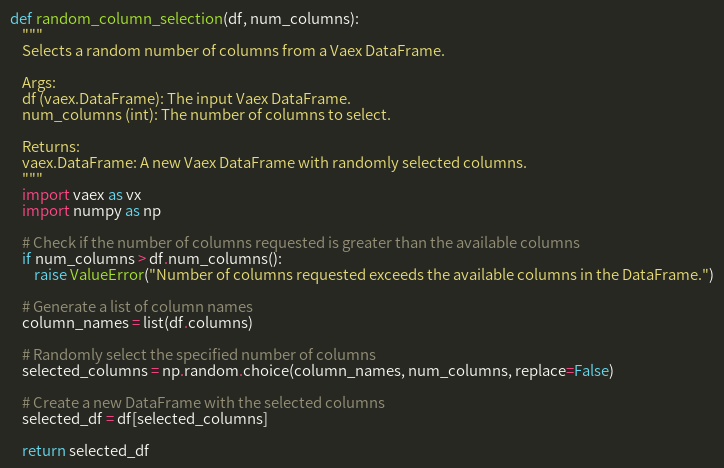 def random_column_selection(df, num_columns):
    """
    Selects a random number of columns from a Vaex DataFrame.

    Args:
    df (vaex.DataFrame): The input Vaex DataFrame.
    num_columns (int): The number of columns to select.

    Returns:
    vaex.DataFrame: A new Vaex DataFrame with randomly selected columns.
    """
    import vaex as vx
    import numpy as np

    # Check if the number of columns requested is greater than the available columns
    if num_columns > df.num_columns():
        raise ValueError("Number of columns requested exceeds the available columns in the DataFrame.")

    # Generate a list of column names
    column_names = list(df.columns)

    # Randomly select the specified number of columns
    selected_columns = np.random.choice(column_names, num_columns, replace=False)

    # Create a new DataFrame with the selected columns
    selected_df = df[selected_columns]

    return selected_df